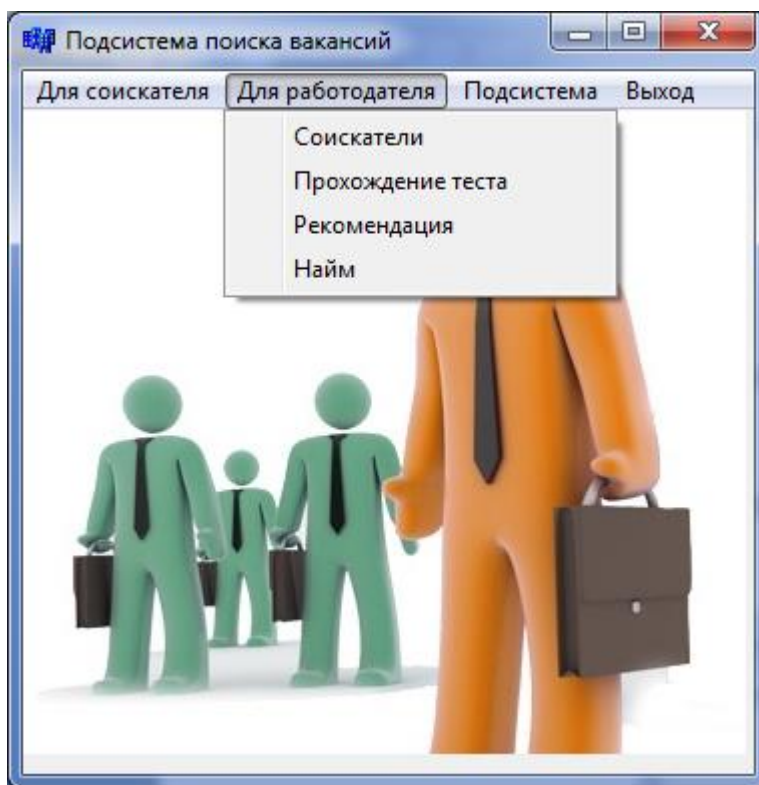 Подсистема поиска вакансий
Для соискателя Для работодателя Подсистема Выход
Соискатели
Прохождение теста
Рекомендация
Найм